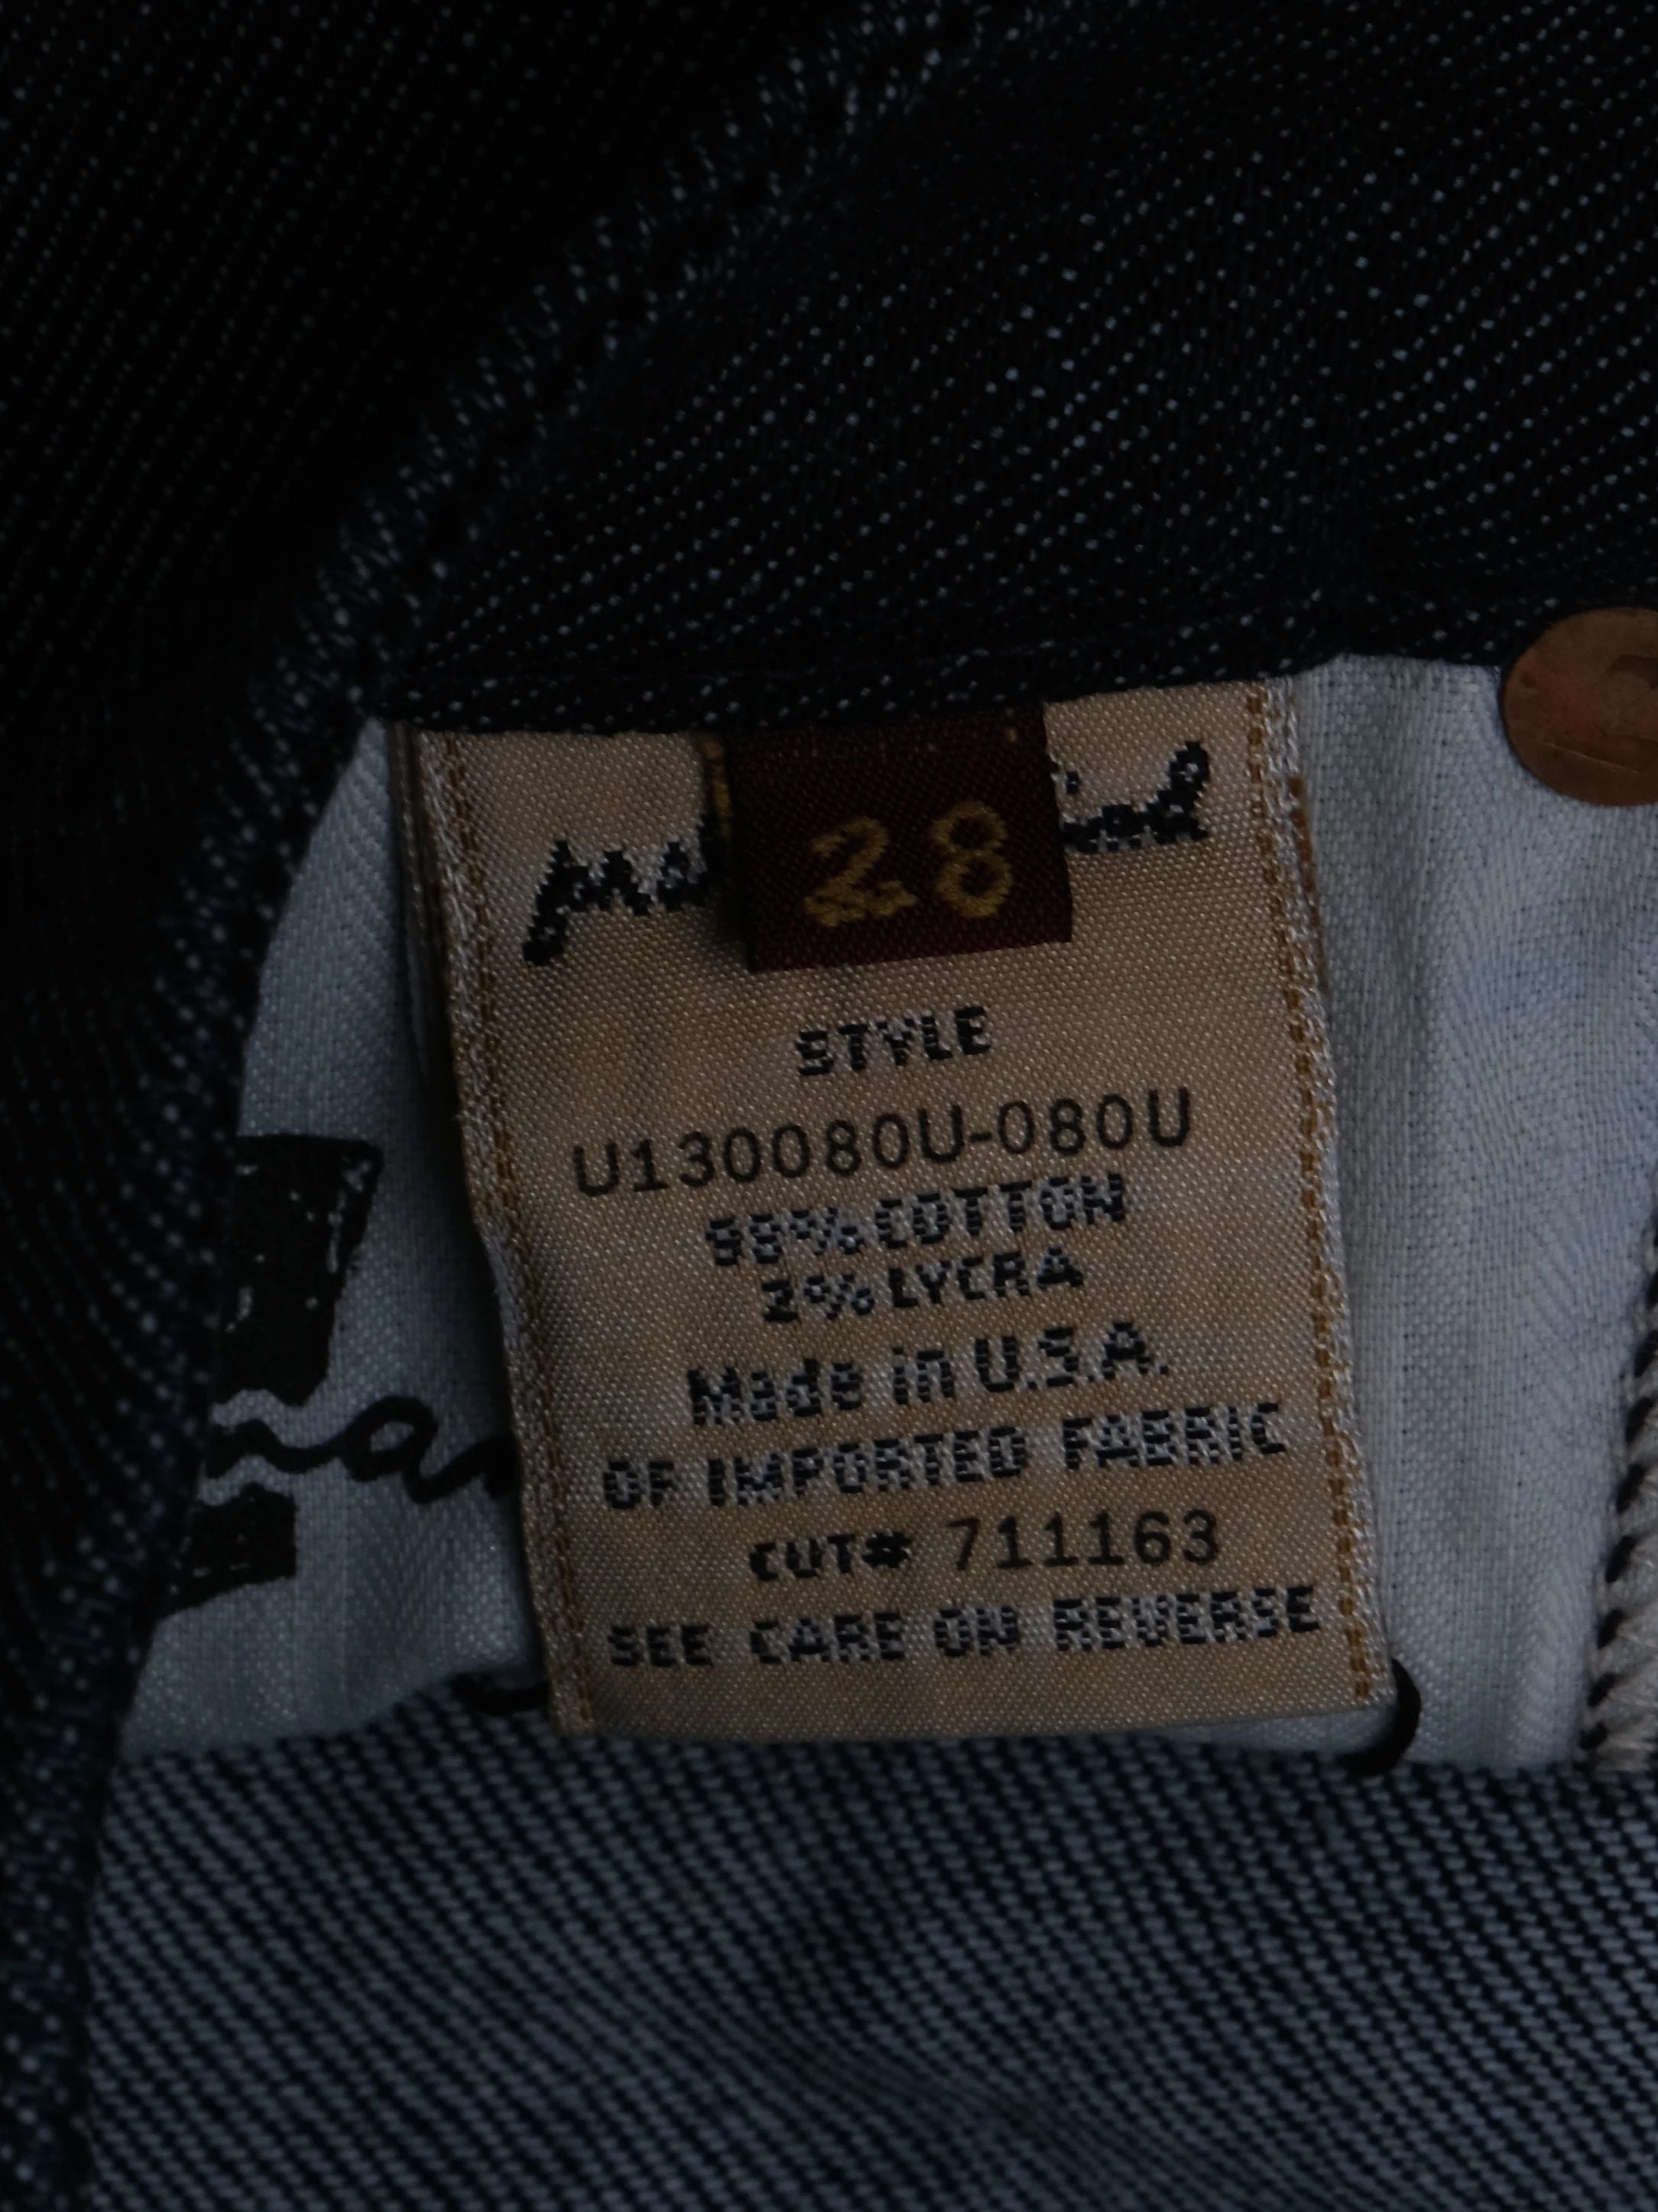 28
STYLE
U130080U-080U
98% COTTON
2% LYCRA
Made in U.S.A.
OF IMPORTED FABRIC
CUT# 711163
SEE CARE ON REVERSE